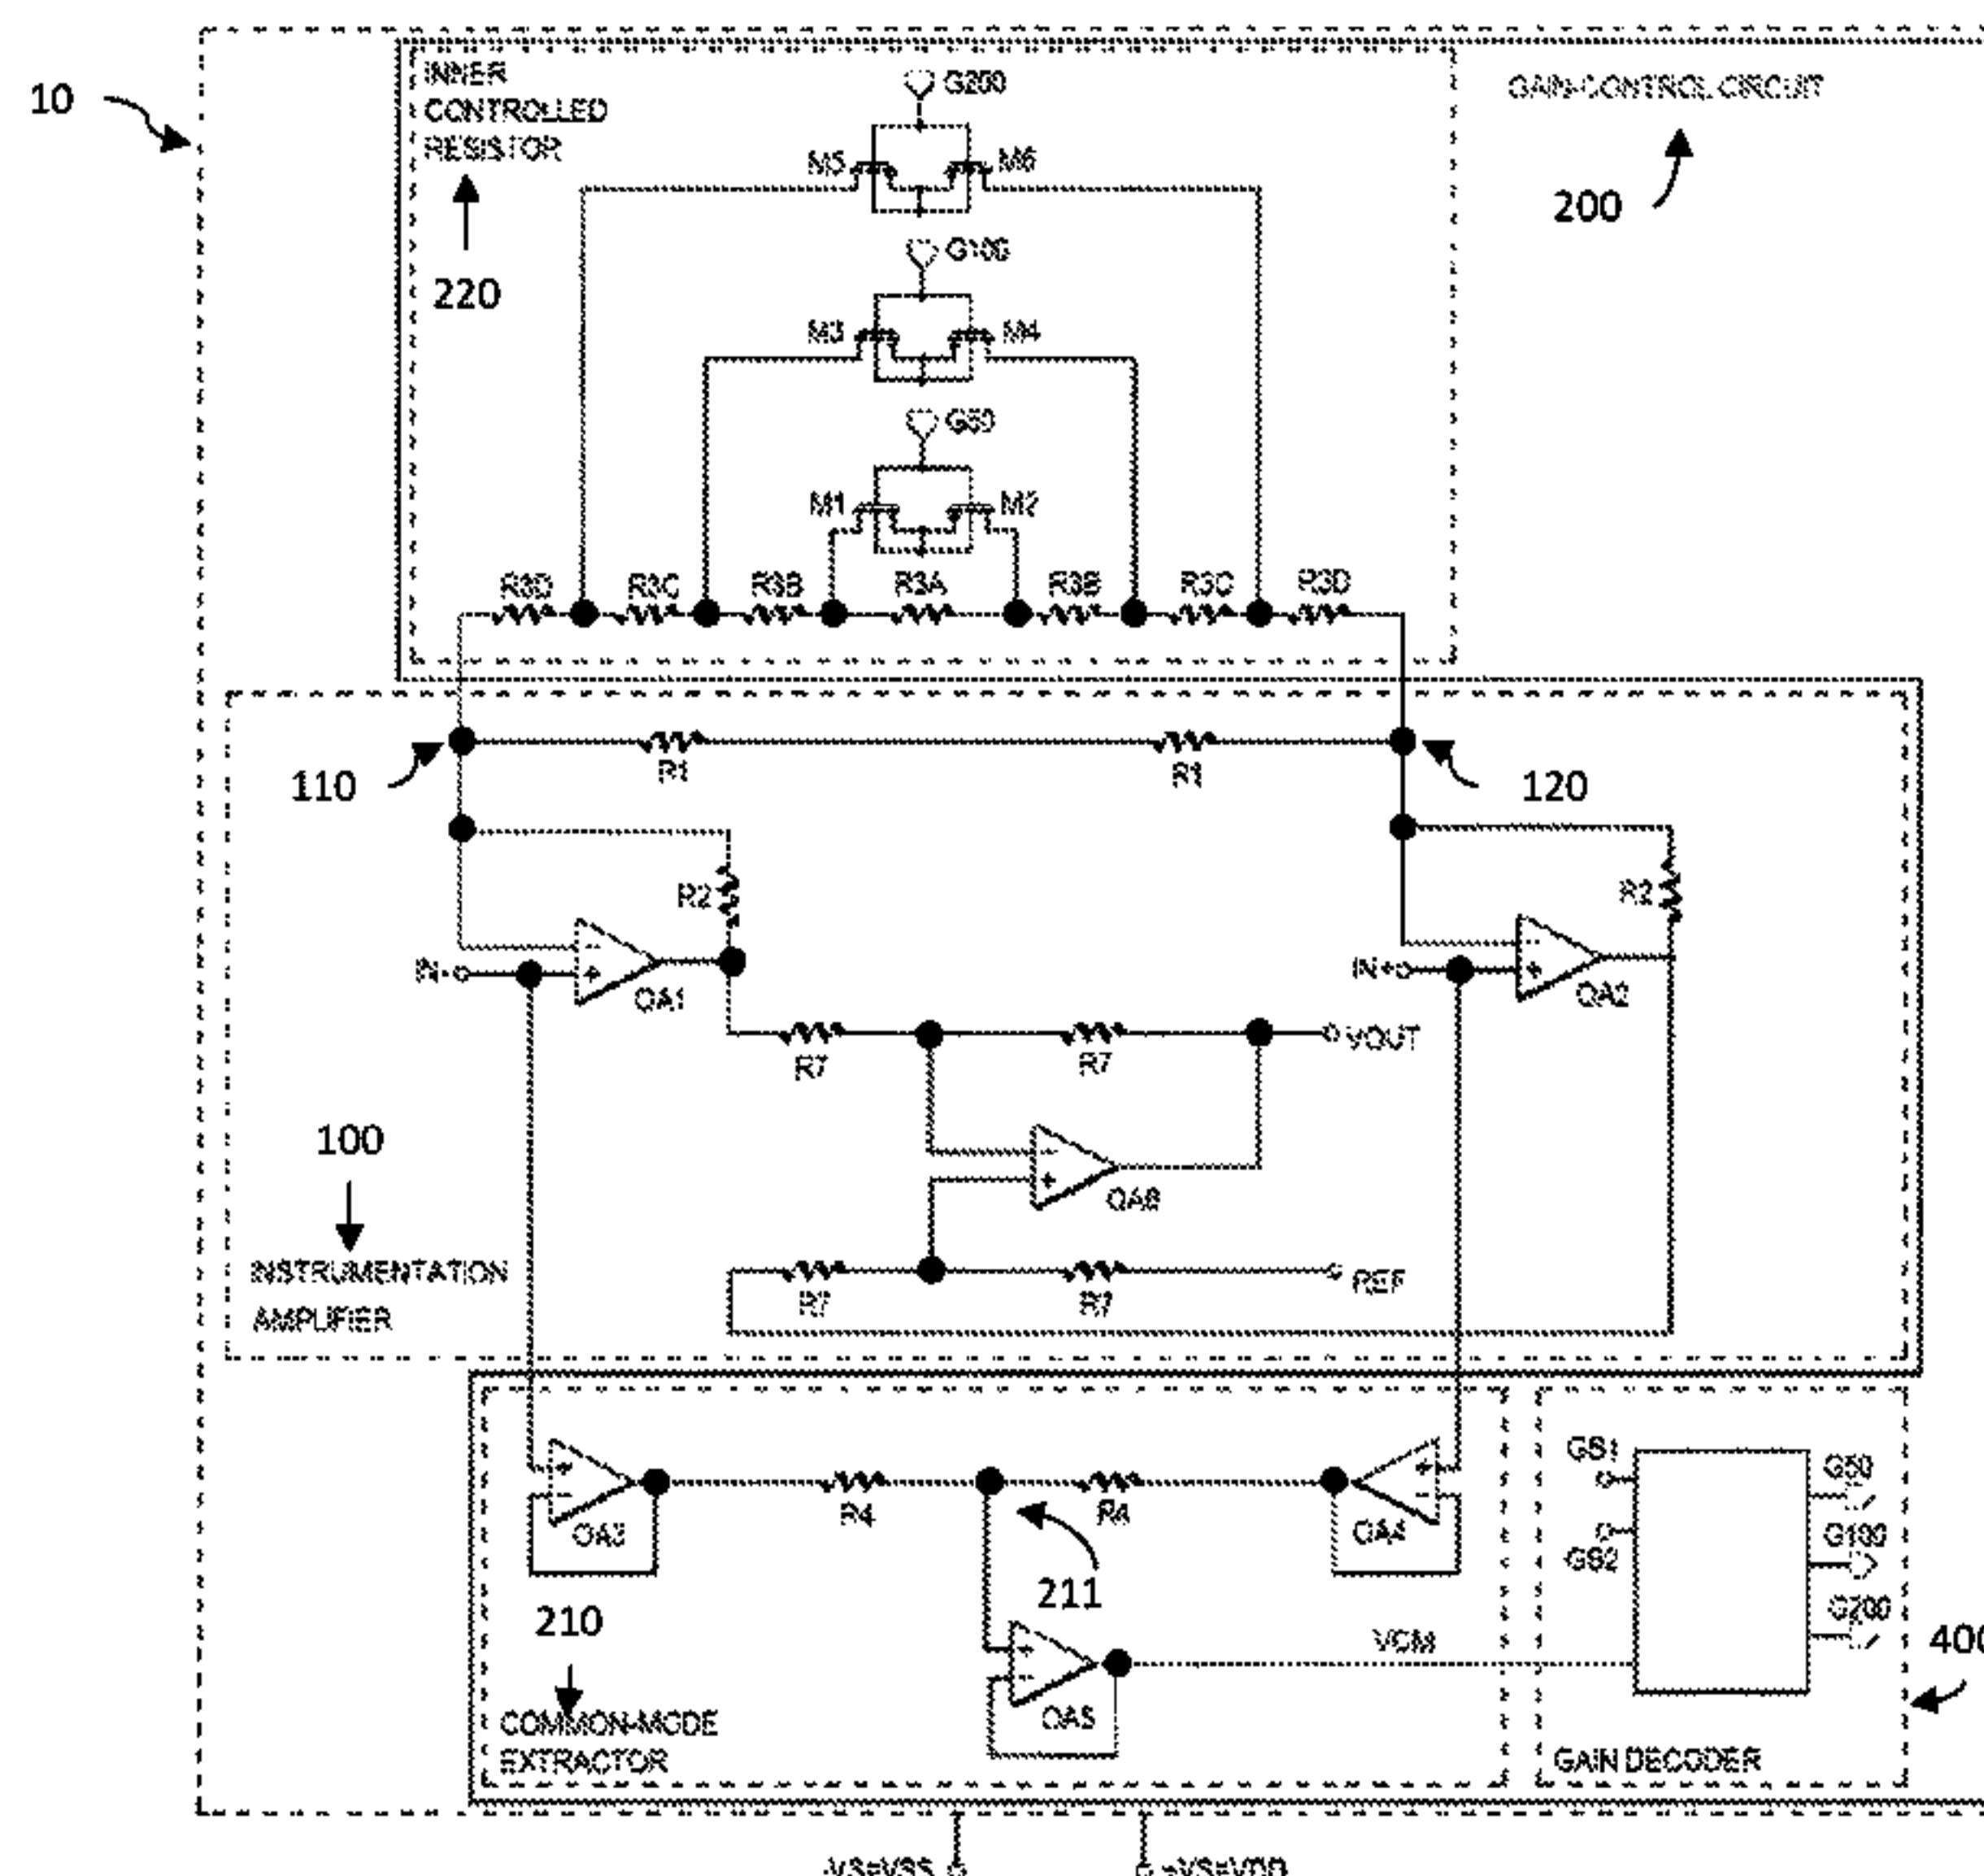 10
INNER
CONTROLLED
RESISTOR
220
GAIN-CONTROL CIRCUIT
200
G200
M5
M6
G100
M3
M4
G50
M1
M2
R3D
R3C
R3B
R3A
R3B
R3C
R3D
110
R1
R1
120
R2
R2
IN-
OA1
IN+
OA2
R7
R7
VOUT
100
INSTRUMENTATION
AMPLIFIER
R7
R7
REF
GS1
GS2
G50
G100
G200
OA3
R4
R4
OA4
211
210
VCM
400
OA5
COMMON-MODE
EXTRACTOR
GAIN DECODER